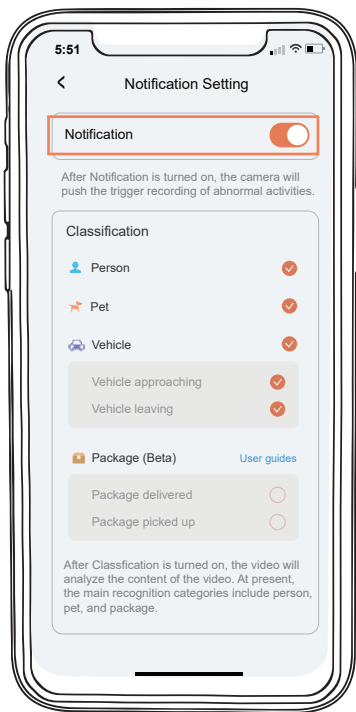 5:51
Notification Setting
Notification
After Notification is turned on, the camera will
push the trigger recording of abnormal activities.
Classification
Person
Pet
Vehicle
Vehicle approaching
Vehicle leaving
Package (Beta) User guides
Package delivered
Package picked up
After Classfication is turned on, the video will
analyze the content of the video. At present,
the main recognition categories include person,
pet, and package.